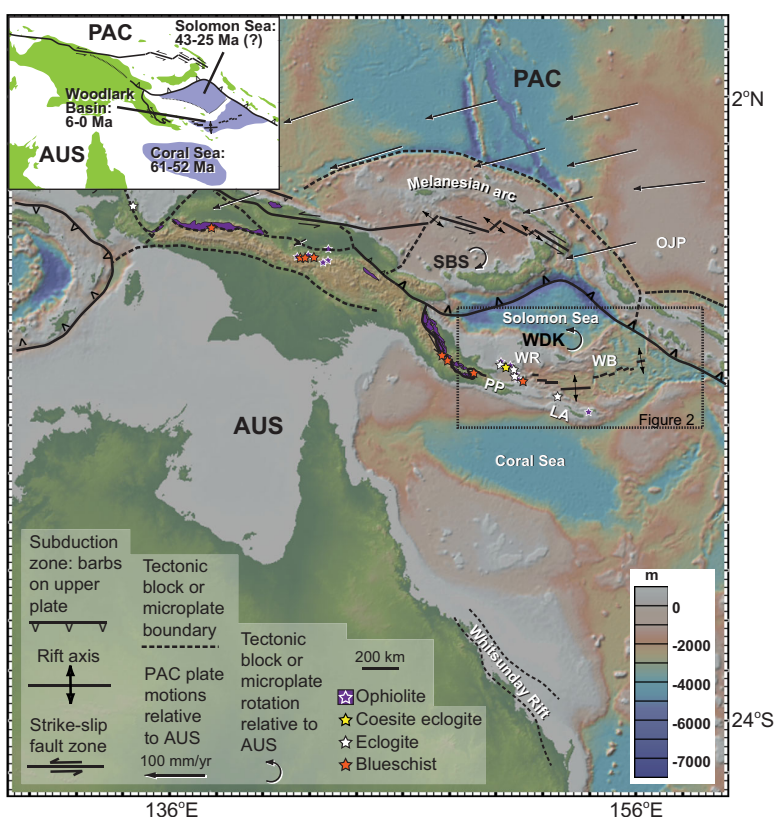 Solomon Sea:
43-25 Ma (?)
PAC
Woodlark
Basin:
6-0 Ma
AUS
Coral Sea:
61-52 Ma
PAC
2°N
Melanesian arc
OJP
SBS
Solomon Sea
WDK
WR
WB
PP
LA
Figure 2
AUS
Coral Sea
Whitsunday Rift
Subduction
zone: barbs
on upper
plate
Rift axis
Strike-slip
fault zone
Tectonic
block or
microplate
boundary
PAC plate
motions
relative
to AUS
100 mm/yr
Tectonic
block or
microplate
rotation
relative to
AUS
200 km
Ophiolite
Coesite eclogite
Eclogite
Blueschist
m
0
-2000
-4000
-6000
-7000
24°S
136°E
156°E